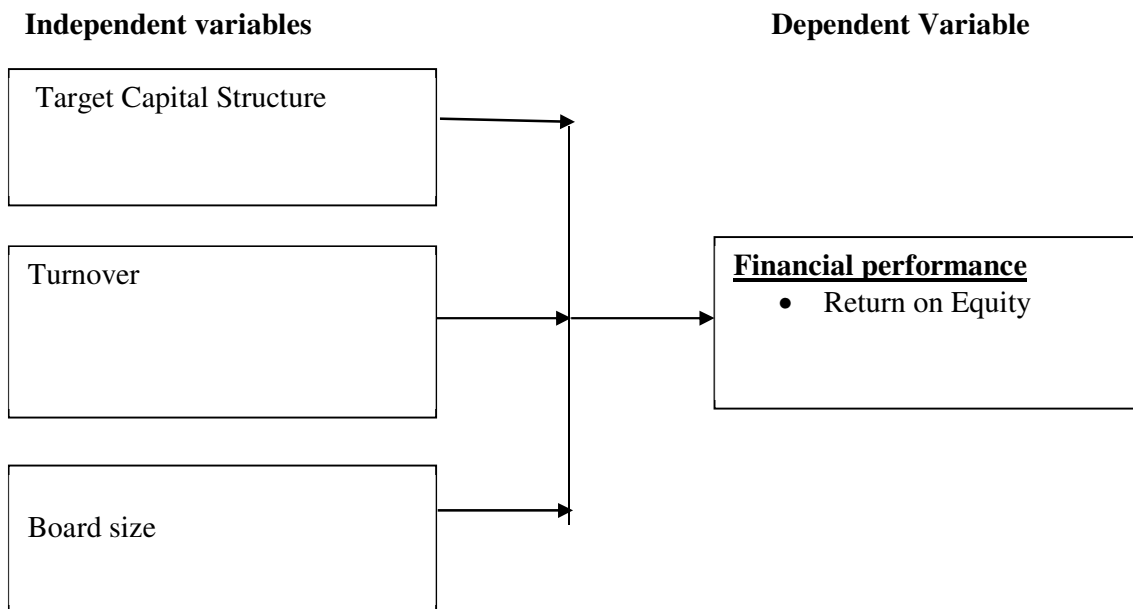 Independent variables
Dependent Variable
Target Capital Structure
Turnover
Board size
Financial performance
• Return on Equity